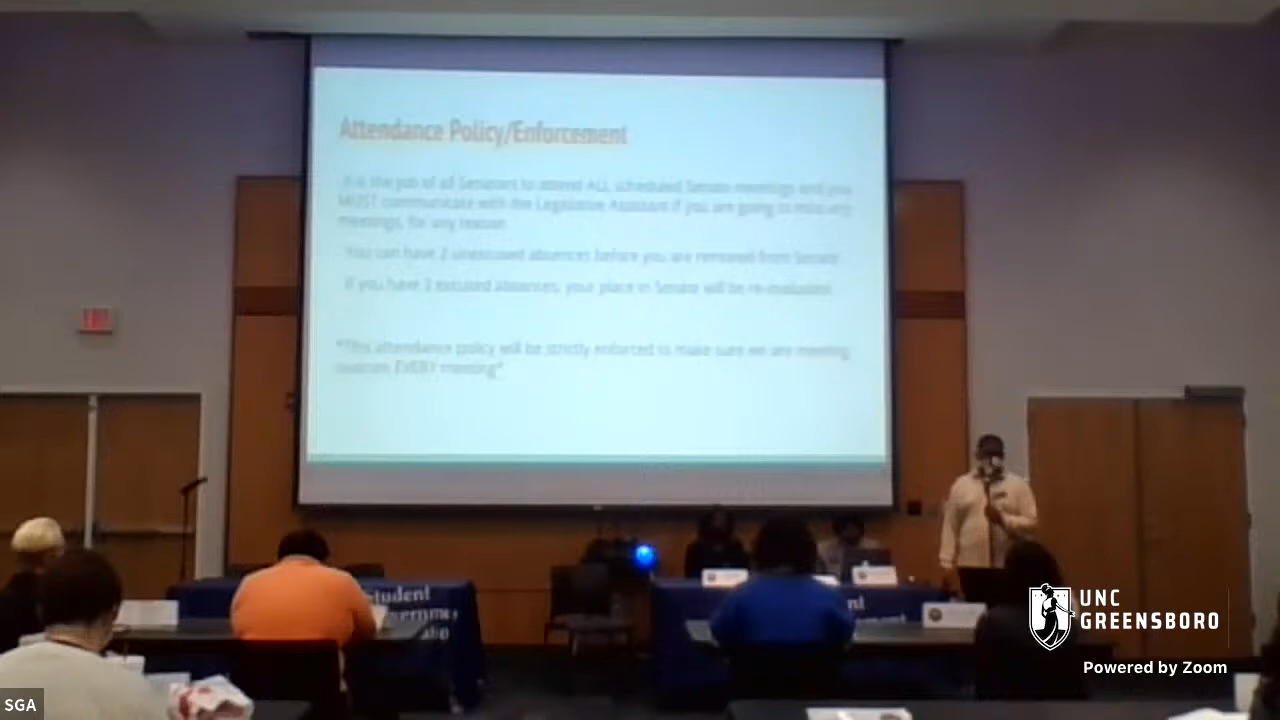 Attendance Policy/Enforcement
It is the job of all Senators to attend ALL scheduled Senate meetings and you
MUST communicate with the Legislative Assistant if you are going to miss any
meetings, for any reason
You can have 2 unexcused absences before you are removed from Senate
If you have 3 excused absences, your place in Senate will be re-evaluated
*This attendance policy will be strictly enforced to make sure we are meeting
quorum EVERY meeting*
Student
UNC
GREENSBORO
Powered by Zoom
SGA